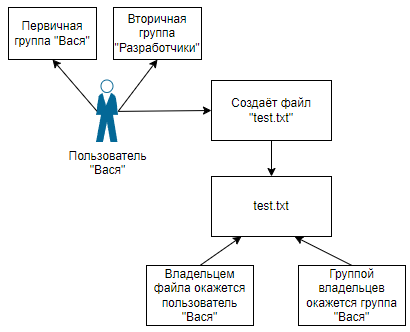 Первичная
группа "Вася"
Вторичная
группа
"Разработчики"
Пользователь
"Вася"
Создаёт файл
"test.txt"
test.txt
Владельцем
файла окажется
пользователь
"Вася"
Группой
владельцев
окажется группа
"Вася"